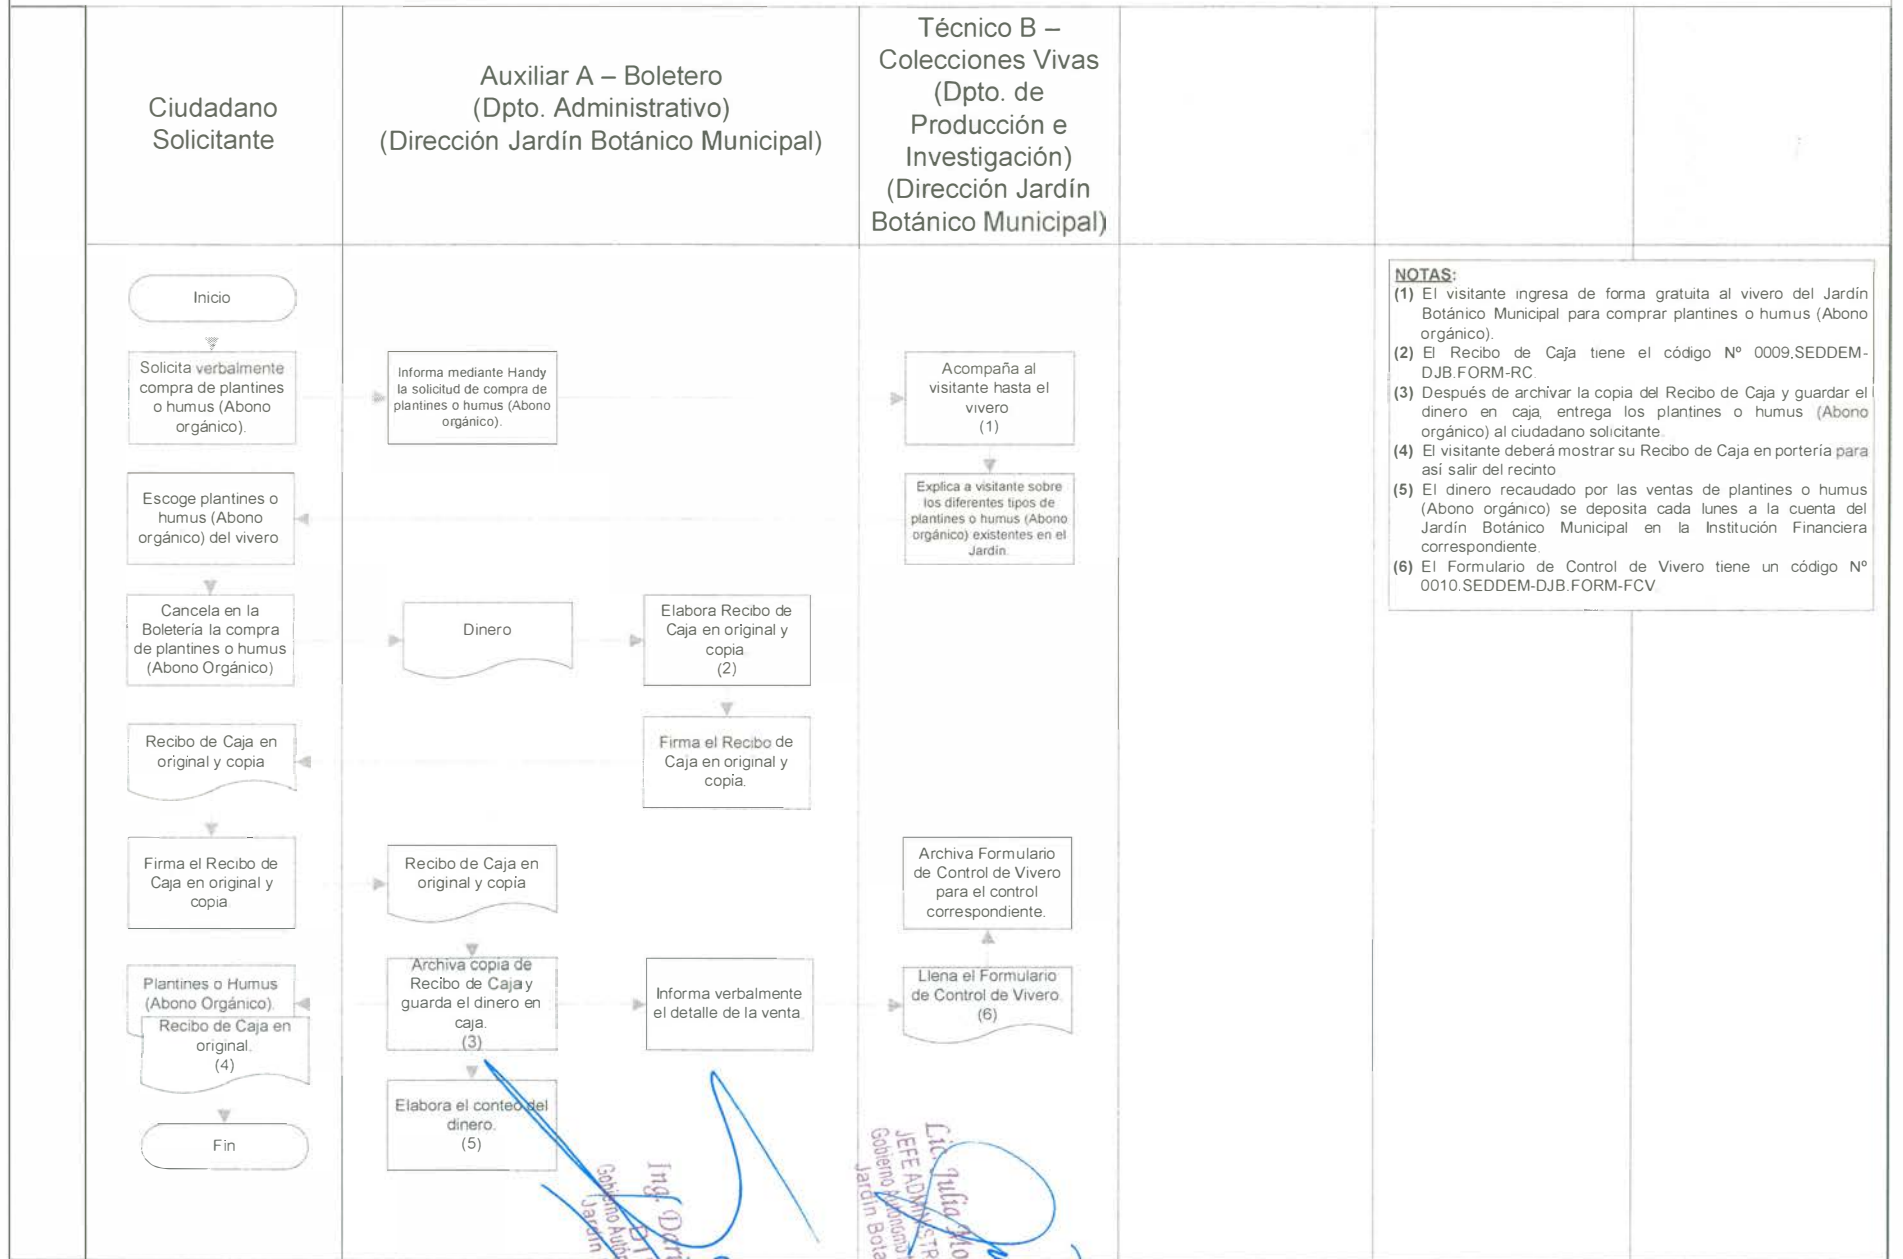 Ciudadano
Solicitante
Auxiliar A – Boletero
(Dpto. Administrativo)
(Dirección Jardín Botánico Municipal)
Técnico B –
Colecciones Vivas
(Dpto. de
Producción e
Investigación)
(Dirección Jardín
Botánico Municipal)
Inicio
Solicita verbalmente
compra de plantines
o humus (Abono
orgánico).
Informa mediante Handy
la solicitud de compra de
plantines o humus (Abono
orgánico).
Acompaña al
visitante hasta el
vivero
(1)
Escoge plantines o
humus (Abono
orgánico) del vivero
Explica a visitante sobre
los diferentes tipos de
plantines o humus (Abono
orgánico) existentes en el
Jardín.
Cancela en la
Boletería la compra
de plantines o humus
(Abono Orgánico)
Dinero
Elabora Recibo de
Caja en original y
copia
(2)
Recibo de Caja en
original y copia
Firma el Recibo de
Caja en original y
copía.
Firma el Recibo de
Caja en original y
copia
Recibo de Caja en
original y copía
Archiva Formulario
de Control de Vivero
para el control
correspondiente.
Plantines o Humus
(Abono Orgánico).
Recibo de Caja en
original.
(4)
Archiva copia de
Recibo de Caja y
guarda el dinero en
caja.
(3)
Informa verbalmente
el detalle de la venta.
Llena el Formulario
de Control de Vivero.
(6)
Elabora el conteo del
dinero.
(5)
Fin
NOTAS:
(1) El visitante ingresa de forma gratuita al vivero del Jardín
Botánico Municipal para comprar plantines o humus (Abono
orgánico).
(2) El Recibo de Caja tiene el código Nº 0009.SEDDEM-
DJB.FORM-RC.
(3) Después de archivar la copia del Recibo de Caja y guardar el
dinero en caja, entrega los plantines o humus (Abono
orgánico) al ciudadano solicitante.
(4) El visitante deberá mostrar su Recibo de Caja en portería para
así salir del recinto
(5) El dinero recaudado por las ventas de plantines o humus
(Abono orgánico) se deposita cada lunes a la cuenta del
Jardín Botánico Municipal en la Institución Financiera
correspondiente.
(6) El Formulario de Control de Vivero tiene un código Nº
0010.SEDDEM-DJB.FORM-FCV.
Ing.
Jardín
Lic. Julia
JEFE
Gobierno
Jardín